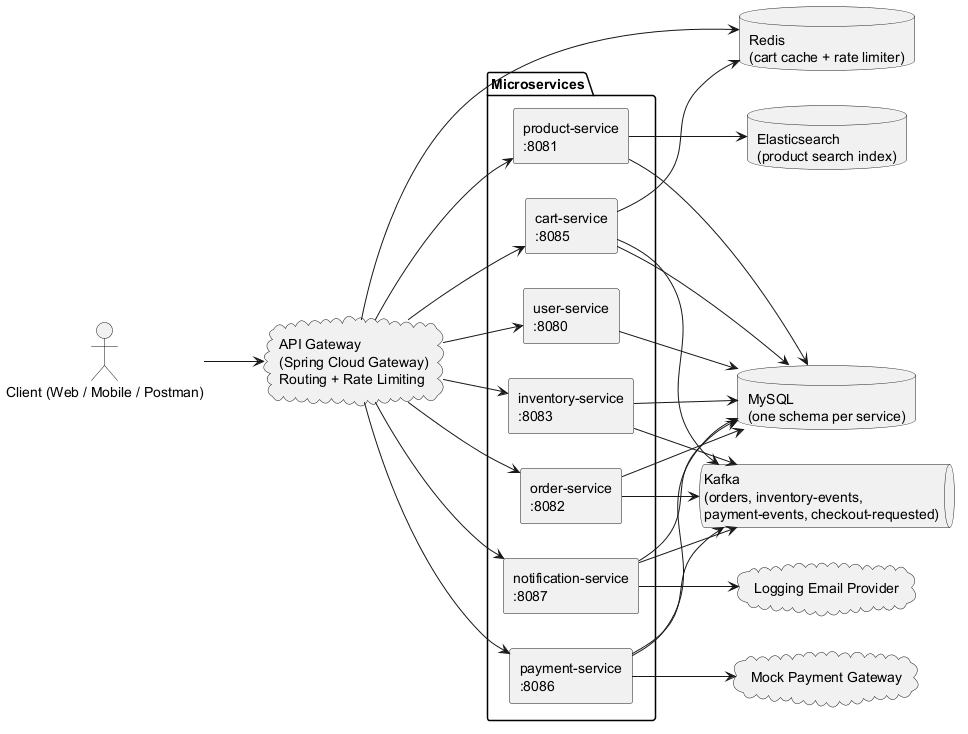 Redis
(cart cache + rate limiter)
Microservices
product-service
:8081
Elasticsearch
(product search index)
cart-service
:8085
user-service
:8080
API Gateway
(Spring Cloud Gateway)
Routing + Rate Limiting
Client (Web / Mobile / Postman)
inventory-service
:8083
MySQL
(one schema per service)
order-service
:8082
Kafka
(orders, inventory-events,
payment-events, checkout-requested)
notification-service
:8087
Logging Email Provider
payment-service
:8086
Mock Payment Gateway